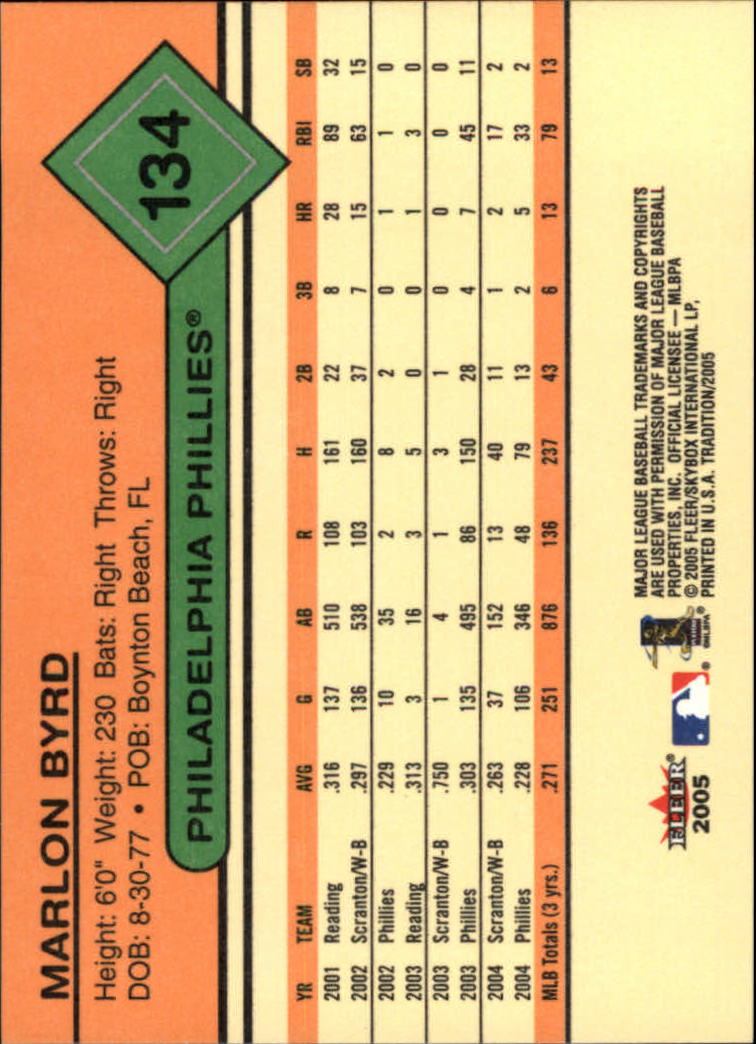 MARLON BYRD
Height: 6'0" Weight: 230 Bats: Right Throws: Right
DOB: 8-30-77 • POB: Boynton Beach, FL
134
PHILADELPHIA PHILLIES®
YR TEAM AVG G AB R H 2B 3B HR RBI SB
2001 Reading .316 137 510 108 161 22 8 28 89 32
2002 Scranton/W-B .297 136 538 103 160 37 7 15 63 15
2002 Phillies .229 10 35 2 8 2 0 1 1 0
2003 Reading .313 3 16 3 5 0 0 1 3 0
2003 Scranton/W-B .750 1 4 1 3 1 0 0 0 0
2003 Phillies .303 135 495 86 150 28 4 7 45 11
2004 Scranton/W-B .263 37 152 13 40 11 1 2 17 2
2004 Phillies .228 106 346 48 79 13 2 5 33 2
MLB Totals (3 yrs.) .271 251 876 136 237 43 6 13 79 13
FLEER®
2005
MAJOR LEAGUE BASEBALL TRADEMARKS AND COPYRIGHTS
ARE USED WITH PERMISSION OF MAJOR LEAGUE BASEBALL
PROPERTIES, INC. OFFICIAL LICENSEE — MLBPA
© 2005 FLEER/SKYBOX INTERNATIONAL LP,
PRINTED IN U.S.A. TRADITION/2005